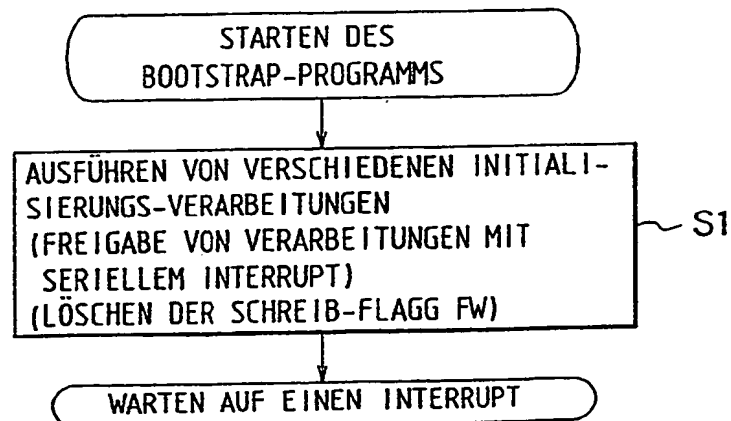 STARTEN DES
BOOTSTRAP-PROGRAMMS
AUSFÜHREN VON VERSCHIEDENEN INITIALI-
SIERUNGS-VERARBEITUNGEN
(FREIGABE VON VERARBEITUNGEN MIT
SERIELLEM INTERRUPT)
(LÖSCHEN DER SCHREIB-FLAGG FW)
S1
WARTEN AUF EINEN INTERRUPT